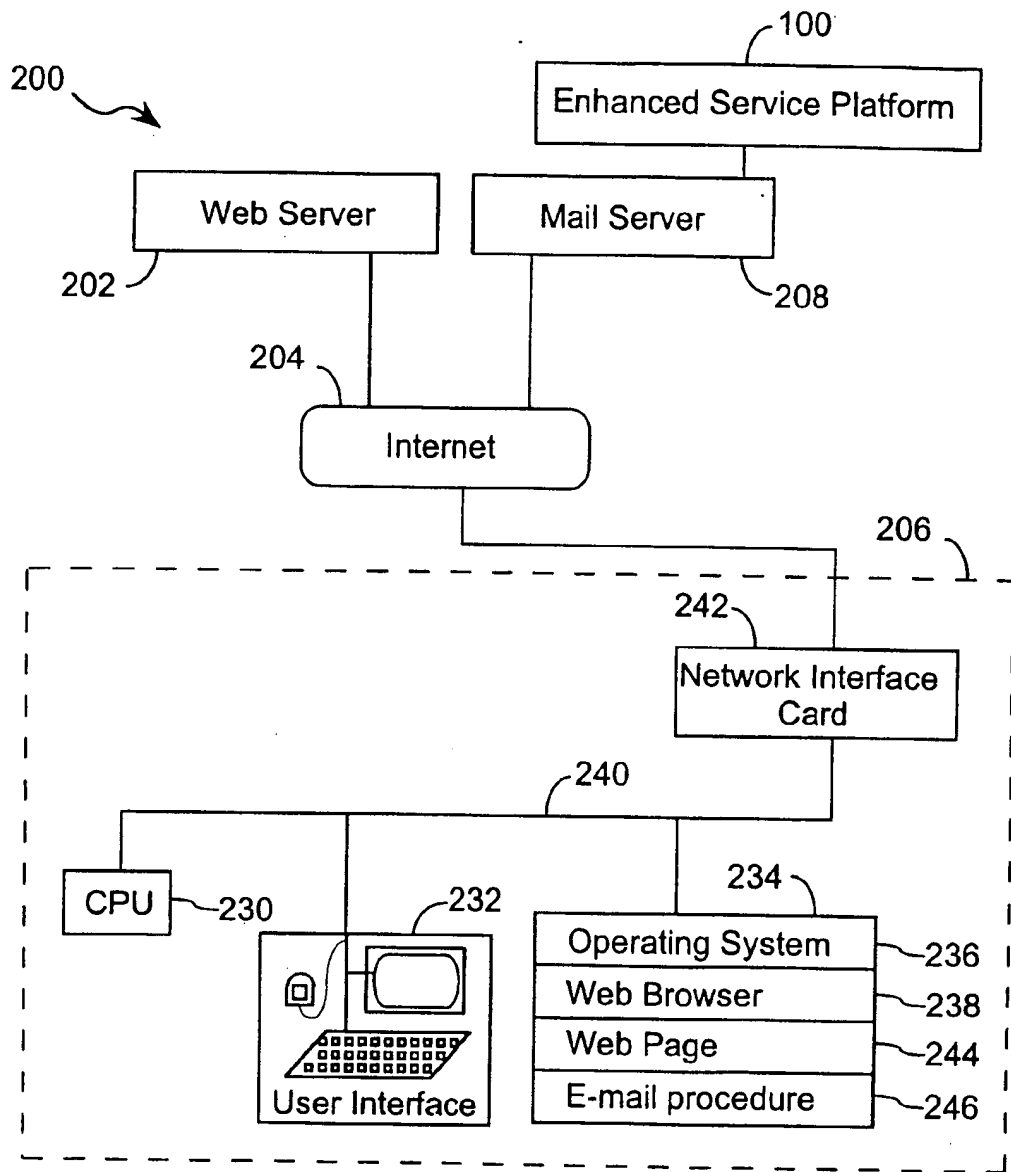 100
200
Enhanced Service Platform
Web Server
Mail Server
202
208
204
Internet
206
242
Network Interface
Card
240
CPU
230
232
234
Operating System
236
Web Browser
238
Web Page
244
E-mail procedure
246
User Interface